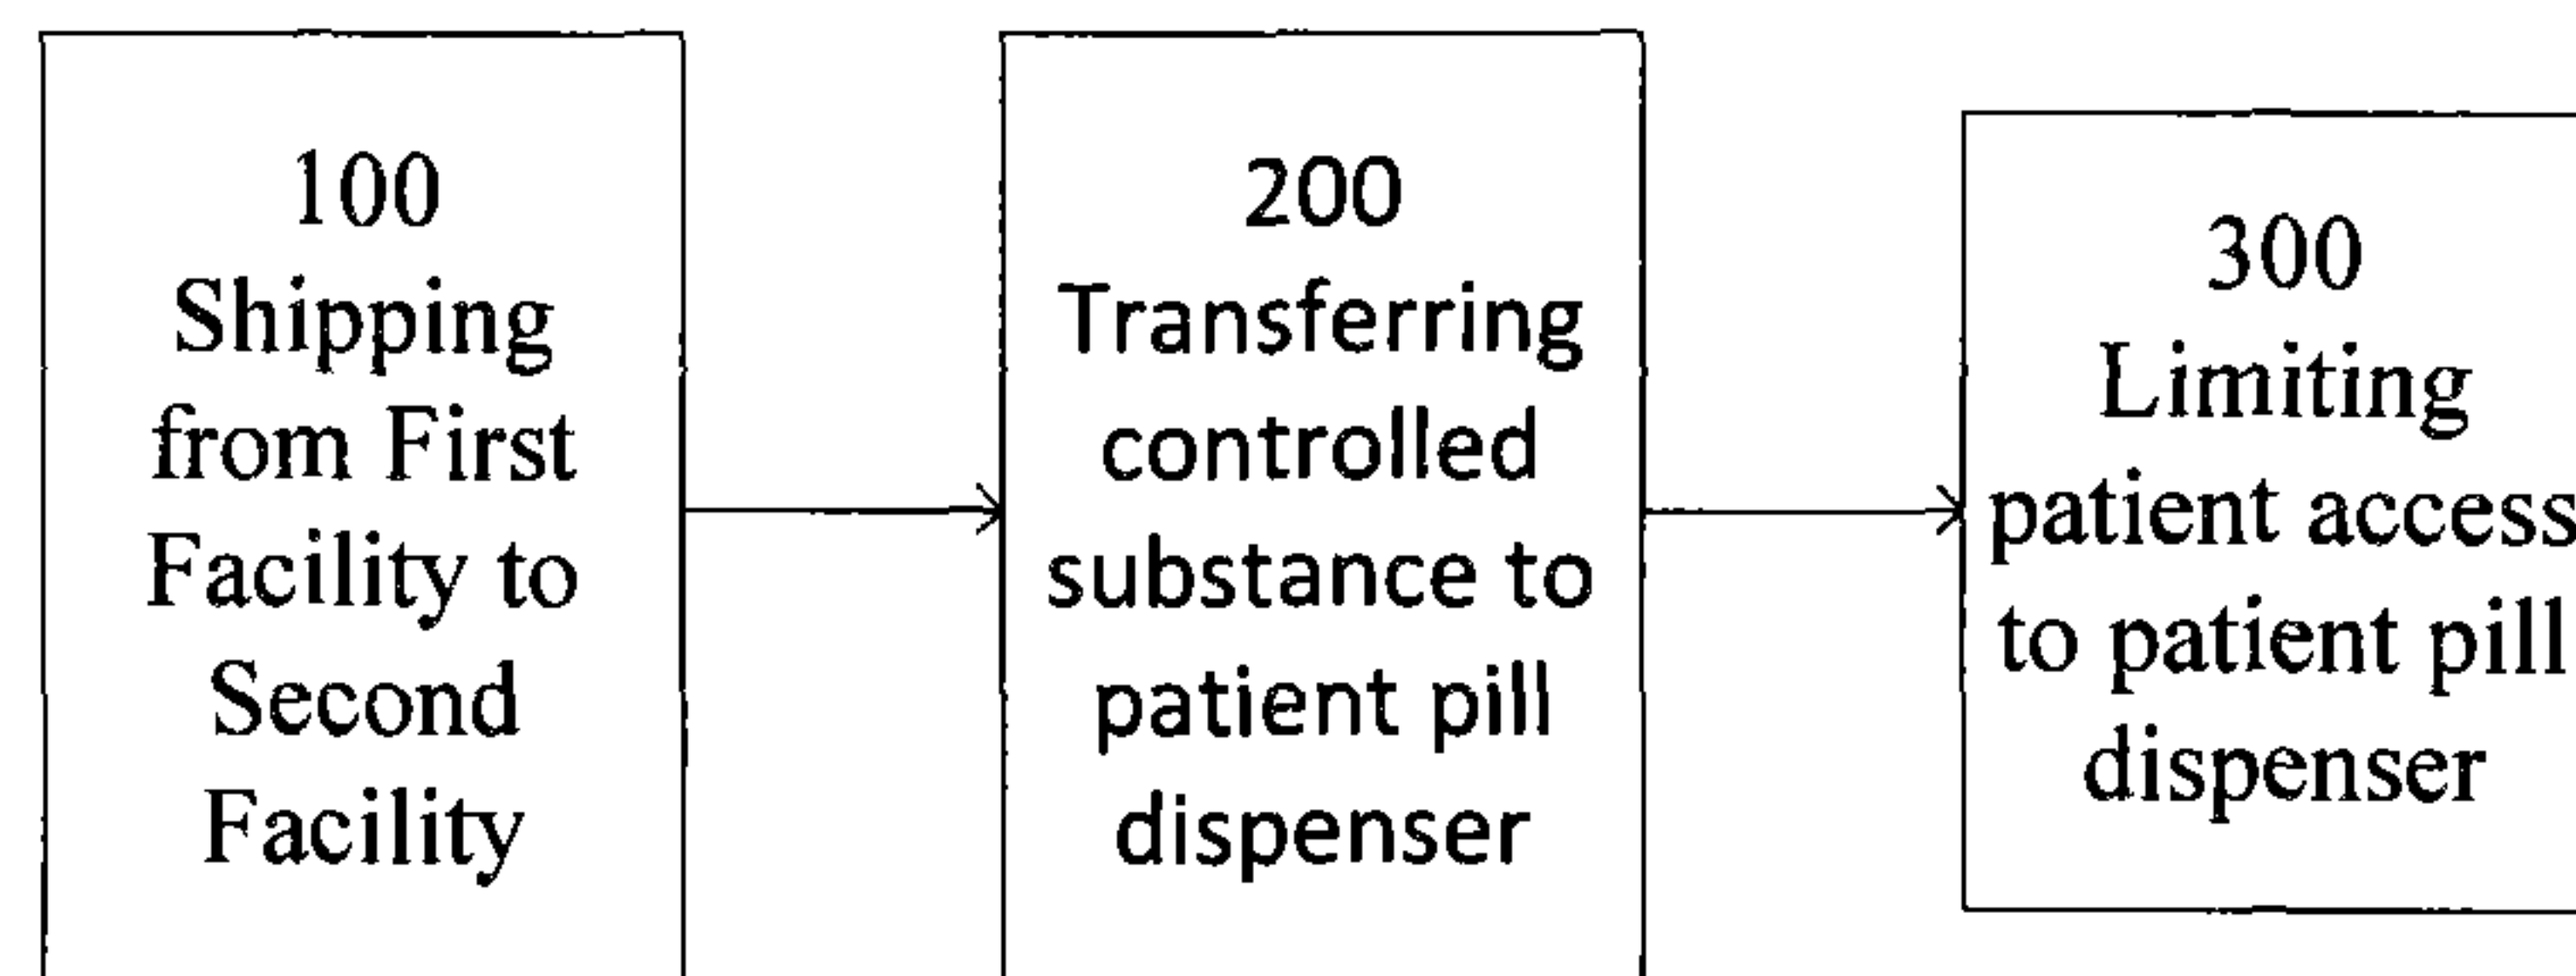 100
Shipping
from First
Facility to
Second
Facility
200
Transferring
controlled
substance to
patient pill
dispenser
300
Limiting
patient access
to patient pill
dispenser